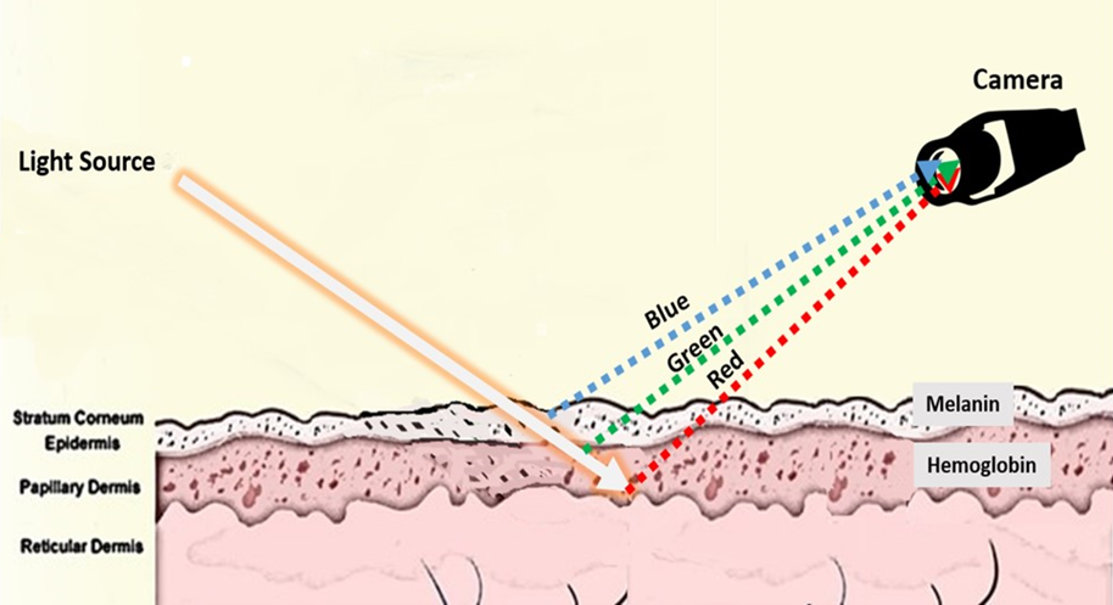 Camera
Light Source
Blue
Green
Red
Stratum Corneum
Epidermis
Melanin
Papillary Dermis
Hemoglobin
Reticular Dermis